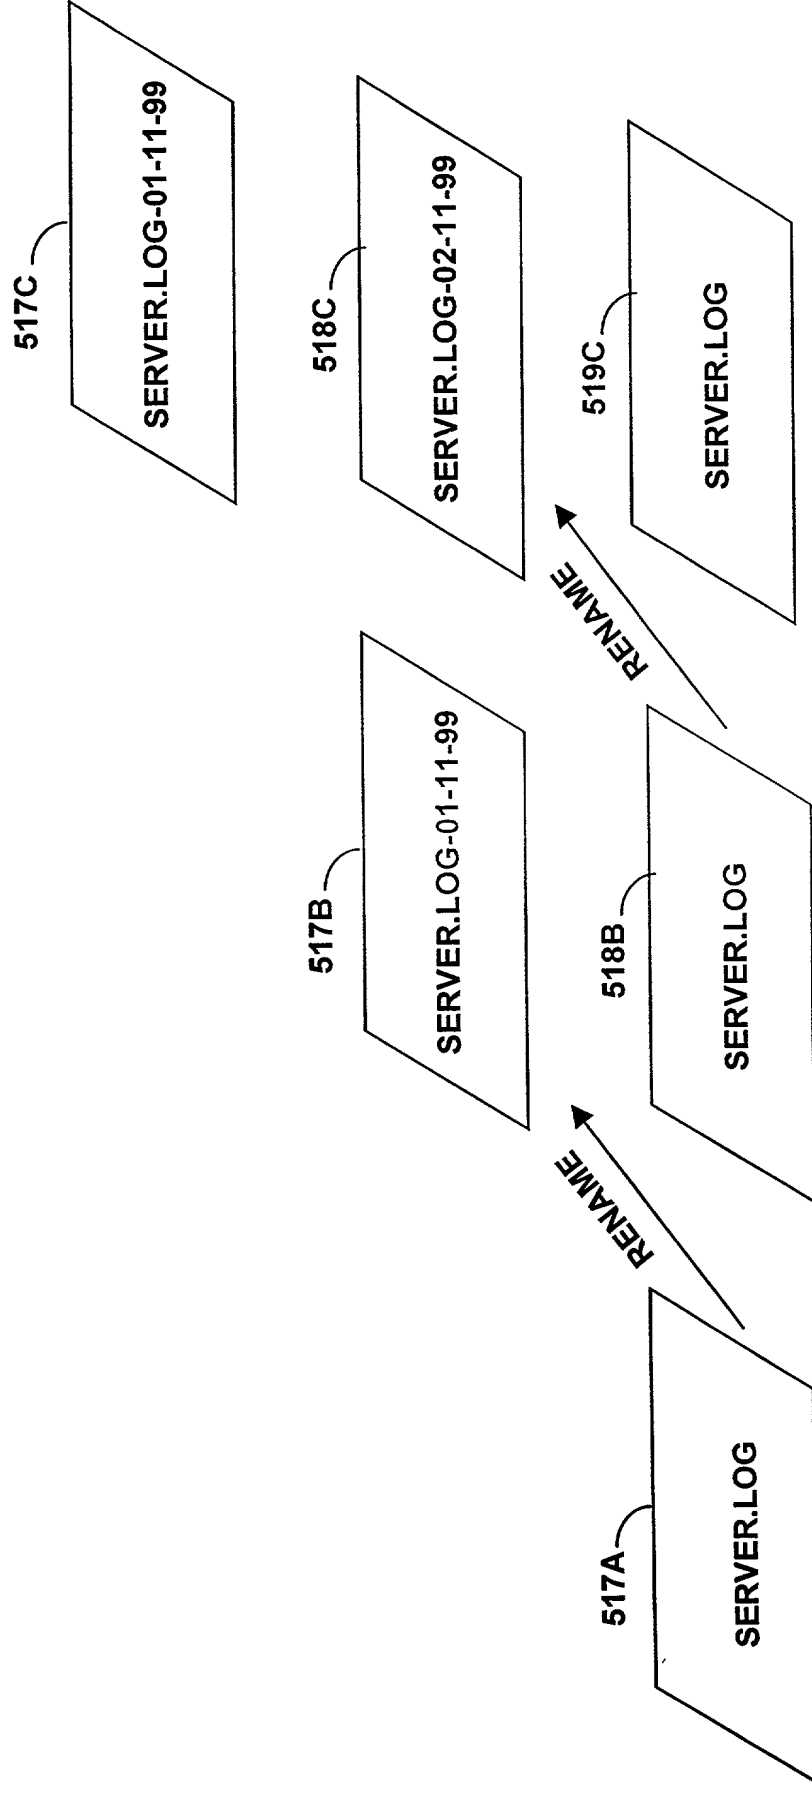 517C
SERVER.LOG-01-11-99
517B
SERVER.LOG-01-11-99
518C
SERVER.LOG-02-11-99
RENAME
RENAME
517A
SERVER.LOG
518B
SERVER.LOG
519C
SERVER.LOG